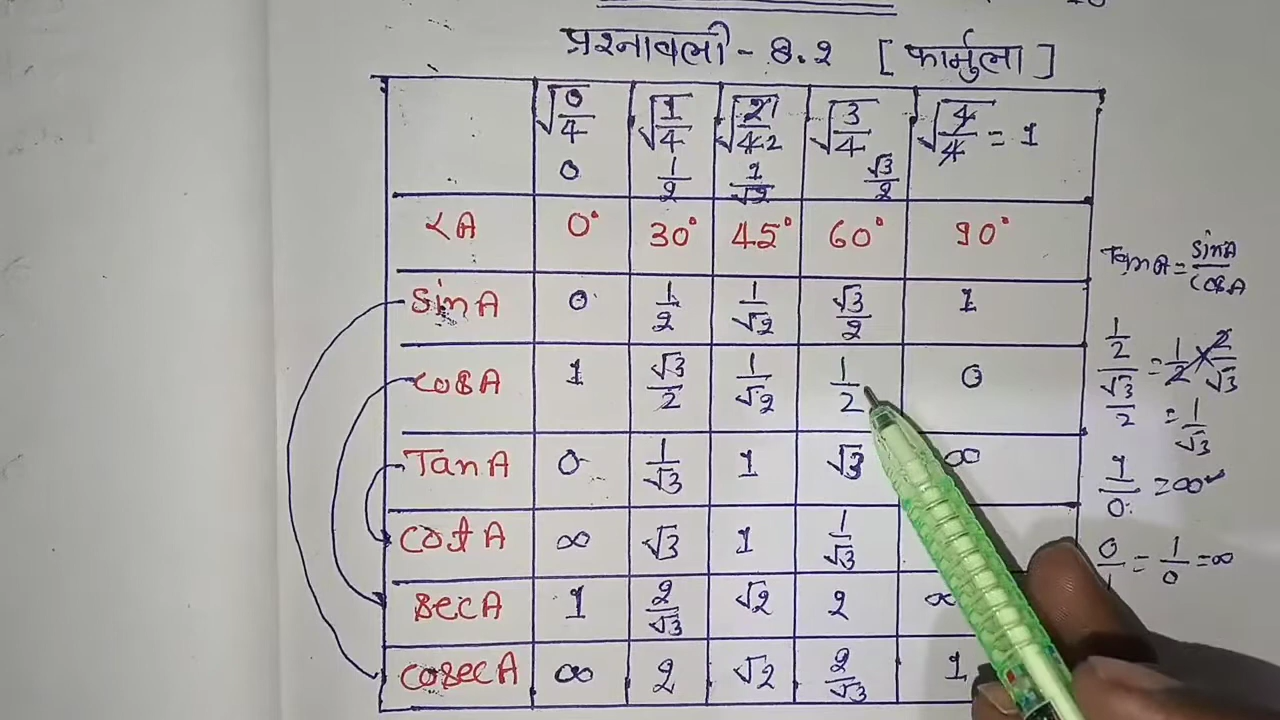 प्रश्नावली - 8.2 [ फार्मुला ]
√0/4 √1/4 √2/4 1 2 √3/4 √4/4 = 1
0 1/2 1/√2 √3/2
<A 0° 30° 45° 60° 90°
SinA 0 1/2 1/√2 √3/2 1
CosA 1 √3/2 1/√2 1/2 0
TanA 0 1/√3 1 √3 ∞
CotA ∞ √3 1 1/√3
SecA 1 2/√3 √2 2 ∞
CosecA ∞ 2 √2 2/√3 1
TanA = SinA/CosA
1/2 / √3/2 = 1/2 × 2/√3
= 1/√3
1/0 = ∞
0/1 = 1/0 = ∞